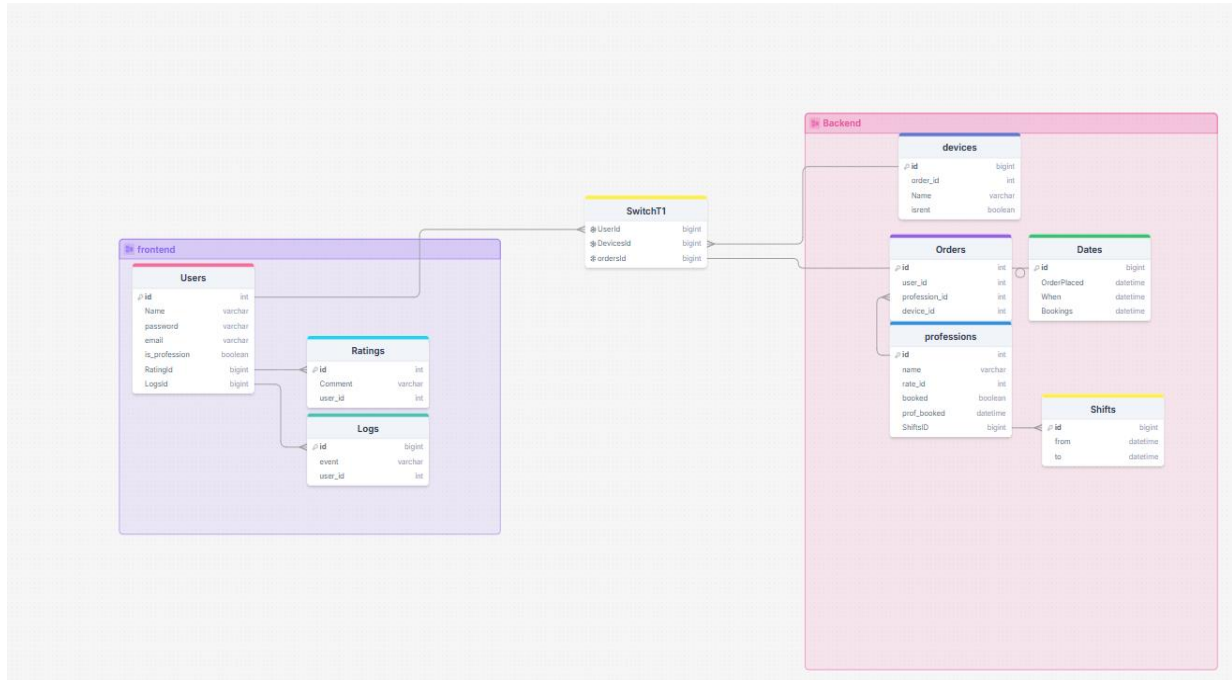 Backend
devices
id bigint
order_id int
Name varchar
isrent boolean
SwitchT1
UserId bigint
DevicesId bigint
ordersId bigint
frontend
Users
id int
Name varchar
password varchar
email varchar
is_profession boolean
RatingId bigint
LogsId bigint
Ratings
id int
Comment varchar
user_id int
Logs
id bigint
event varchar
user_id int
Orders
id int
user_id int
profession_id int
device_id int
Dates
id bigint
OrderPlaced datetime
When datetime
Bookings datetime
professions
id int
name varchar
rate_id int
booked boolean
prof_booked datetime
ShiftsID bigint
Shifts
id bigint
from datetime
to datetime